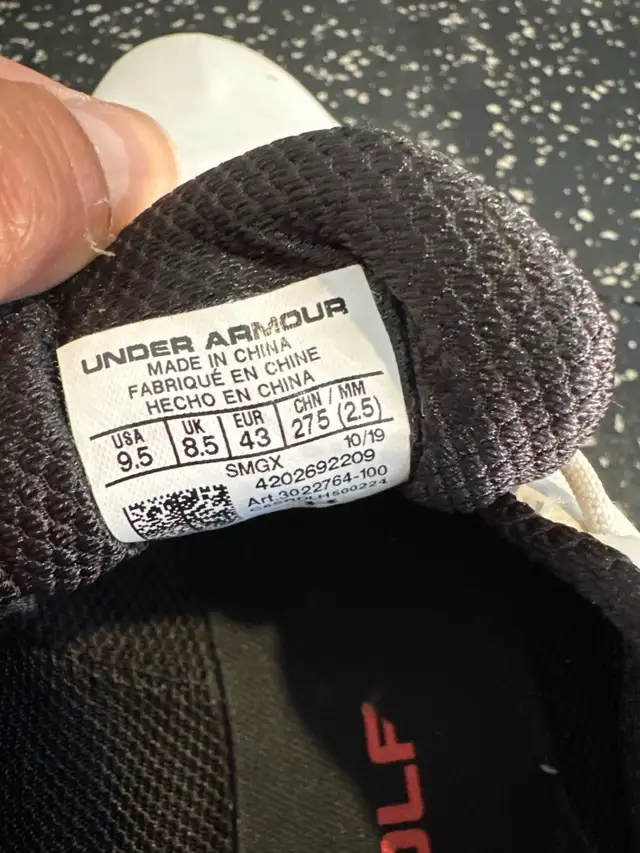 UNDER ARMOUR
MADE IN CHINA
FABRIQUÉ EN CHINE
HECHO EN CHINA
USA UK EUR CHN / MM
9.5 8.5 43 275 (2.5)
SMGX 10/19
4202692209
Art.3022764-100
OLF